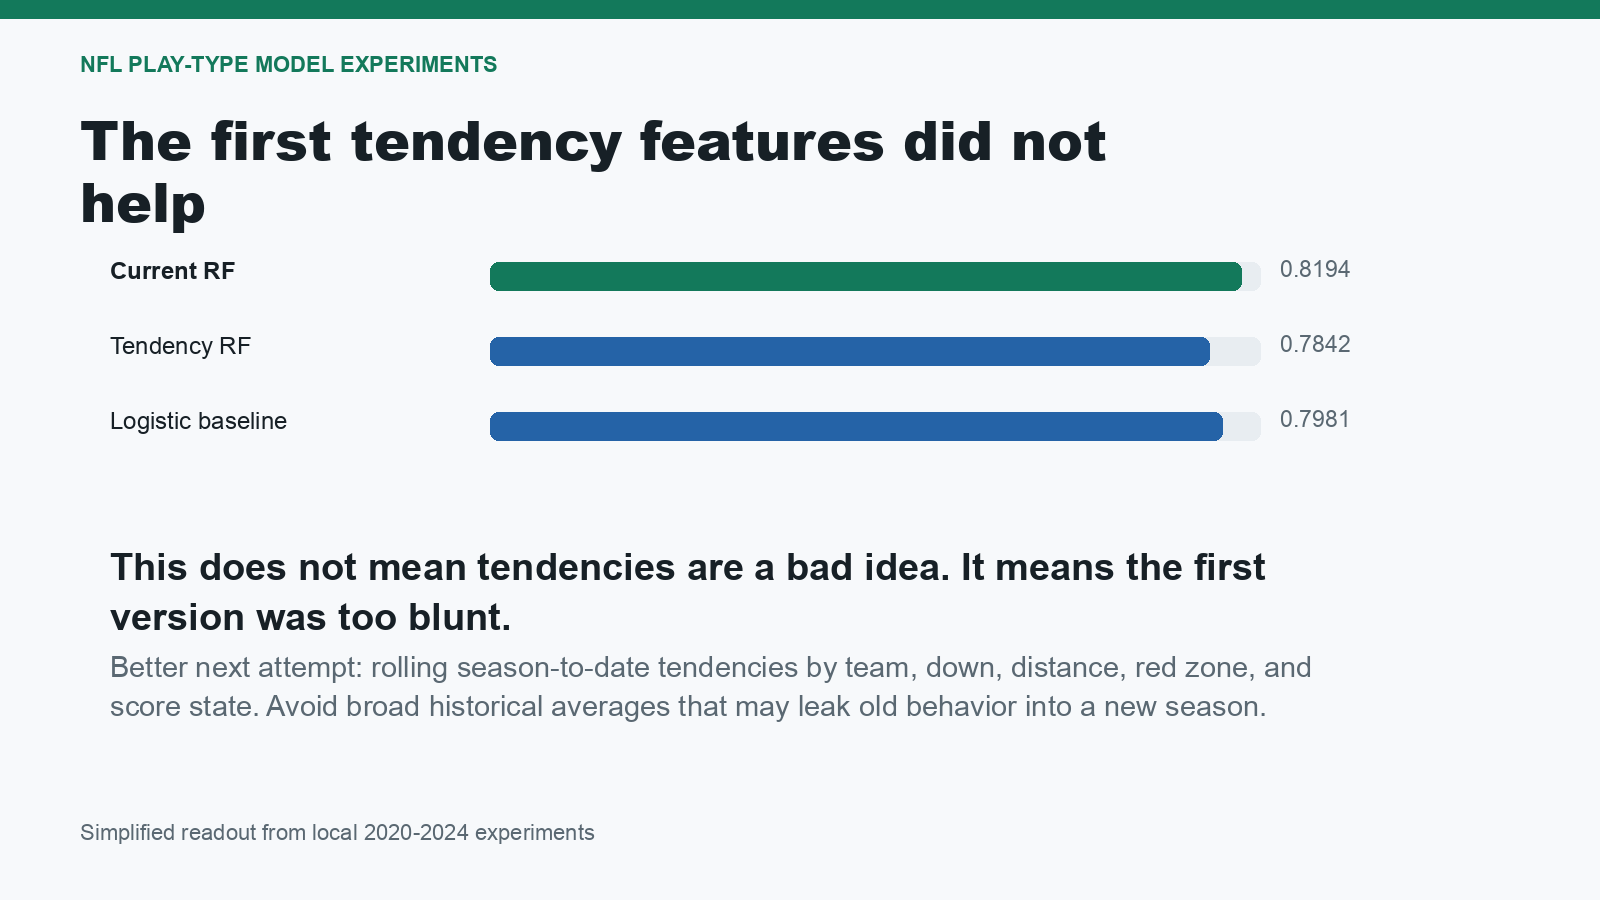 NFL PLAY-TYPE MODEL EXPERIMENTS
The first tendency features did not
help
Current RF 0.8194
Tendency RF 0.7842
Logistic baseline 0.7981
This does not mean tendencies are a bad idea. It means the first
version was too blunt.
Better next attempt: rolling season-to-date tendencies by team, down, distance, red zone, and
score state. Avoid broad historical averages that may leak old behavior into a new season.
Simplified readout from local 2020-2024 experiments